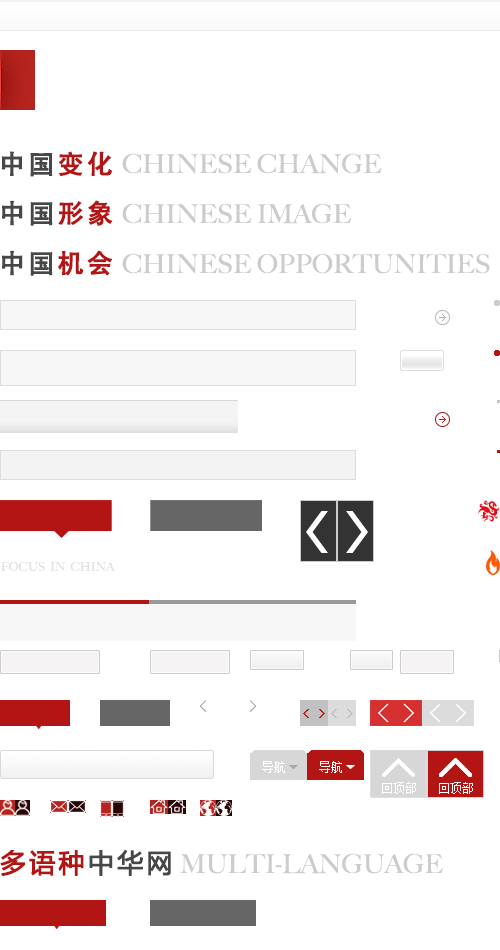 中国变化 CHINESE CHANGE
中国形象 CHINESE IMAGE
中国机会 CHINESE OPPORTUNITIES
FOCUS IN CHINA
导航 导航 回顶部 回顶部
多语种中华网 MULTI-LANGUAGE